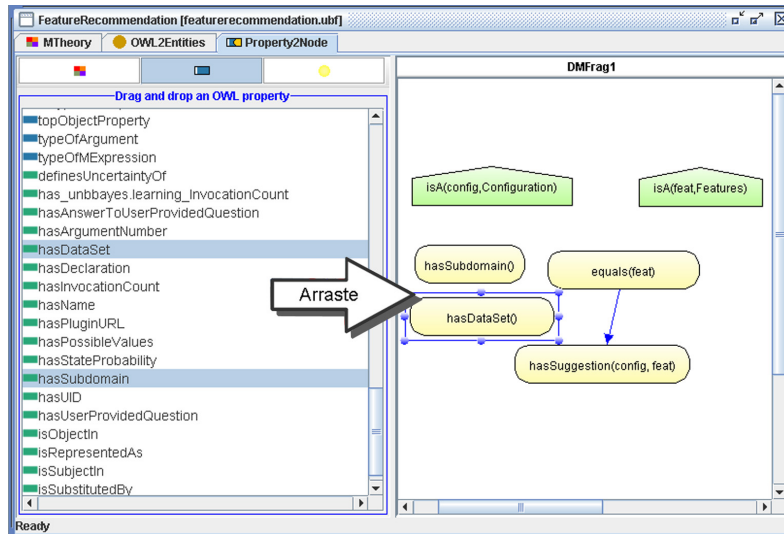 FeatureRecommendation [featurerecommendation.ubf]
MTheory
OWL2Entities
Property2Node
Drag and drop an OWL property
topObjectProperty
typeOfArgument
typeOfMExpression
definesUncertaintyOf
has_unbbayes.learning_InvocationCount
hasAnswerToUserProvidedQuestion
hasArgumentNumber
hasDataSet
hasDeclaration
hasInvocationCount
hasName
hasPluginURL
hasPossibleValues
hasStateProbability
hasSubdomain
hasUID
hasUserProvidedQuestion
isObjectIn
isRepresentedAs
isSubjectIn
isSubstitutedBy
Arraste
DMFrag1
isA(config,Configuration)
isA(feat,Features)
hasSubdomain()
equals(feat)
hasDataSet()
hasSuggestion(config, feat)
Ready